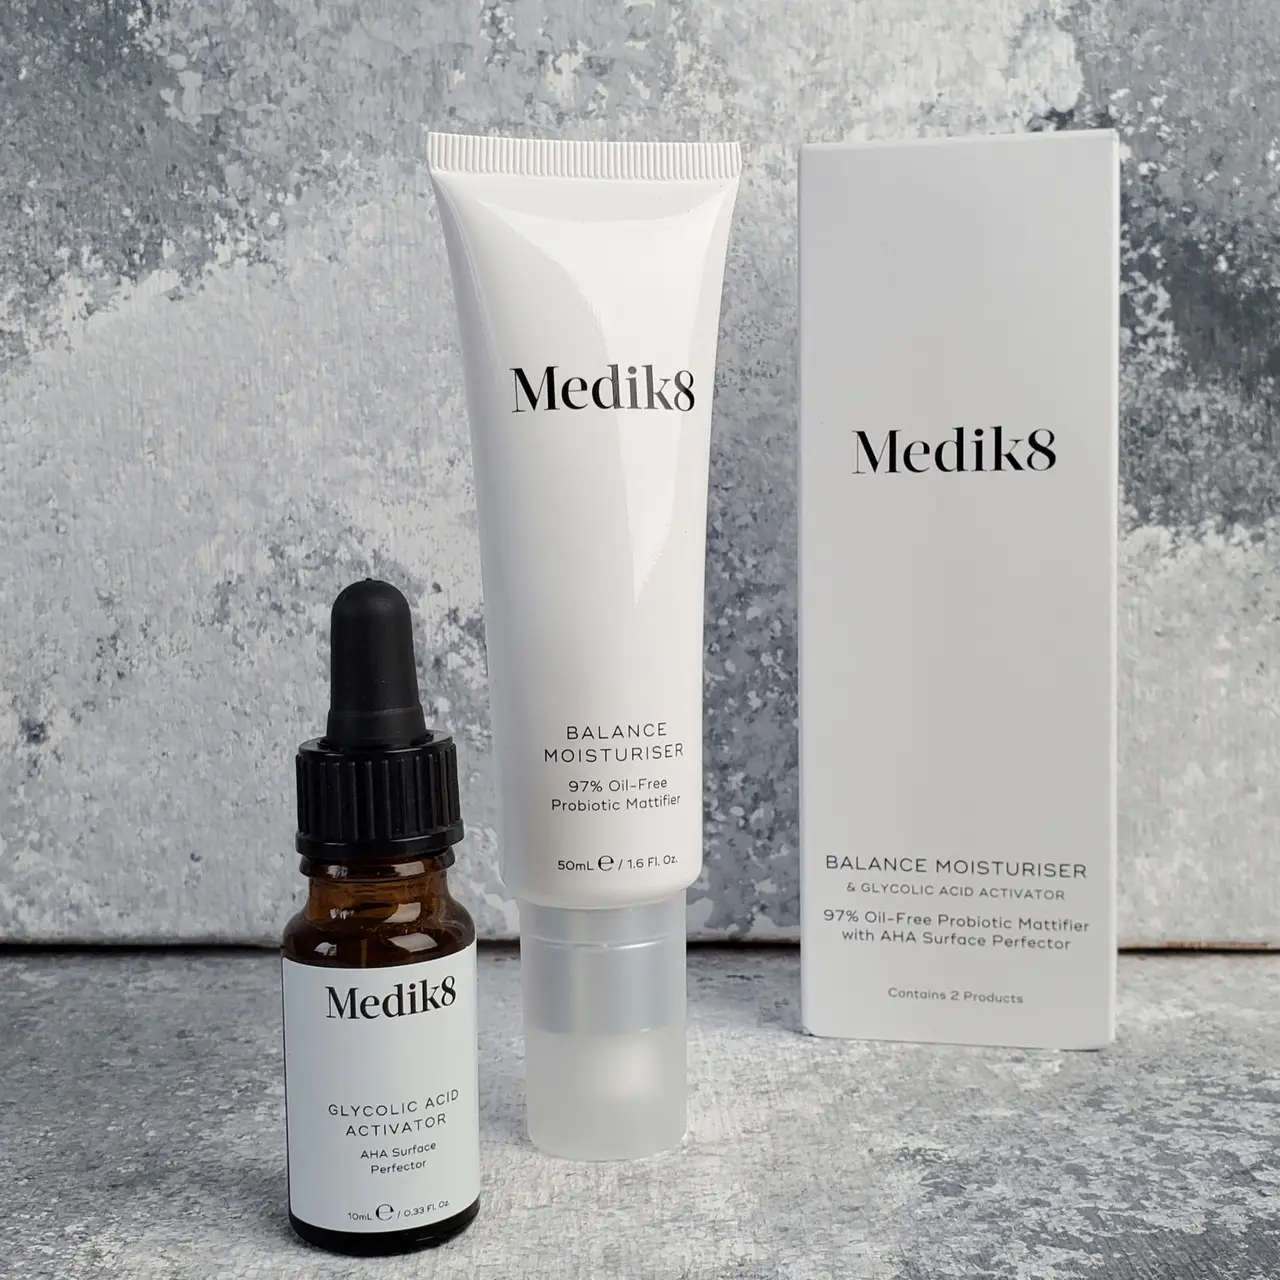 Medik8
BALANCE
MOISTURISER
97% Oil-Free
Probiotic Mattifier
50mL ℮ / 1.6 Fl. Oz.
Medik8
BALANCE MOISTURISER
& GLYCOLIC ACID ACTIVATOR
97% Oil-Free Probiotic Mattifier
with AHA Surface Perfector
Contains 2 Products
Medik8
GLYCOLIC ACID
ACTIVATOR
AHA Surface
Perfector
10mL ℮ / 0.33 Fl. Oz.